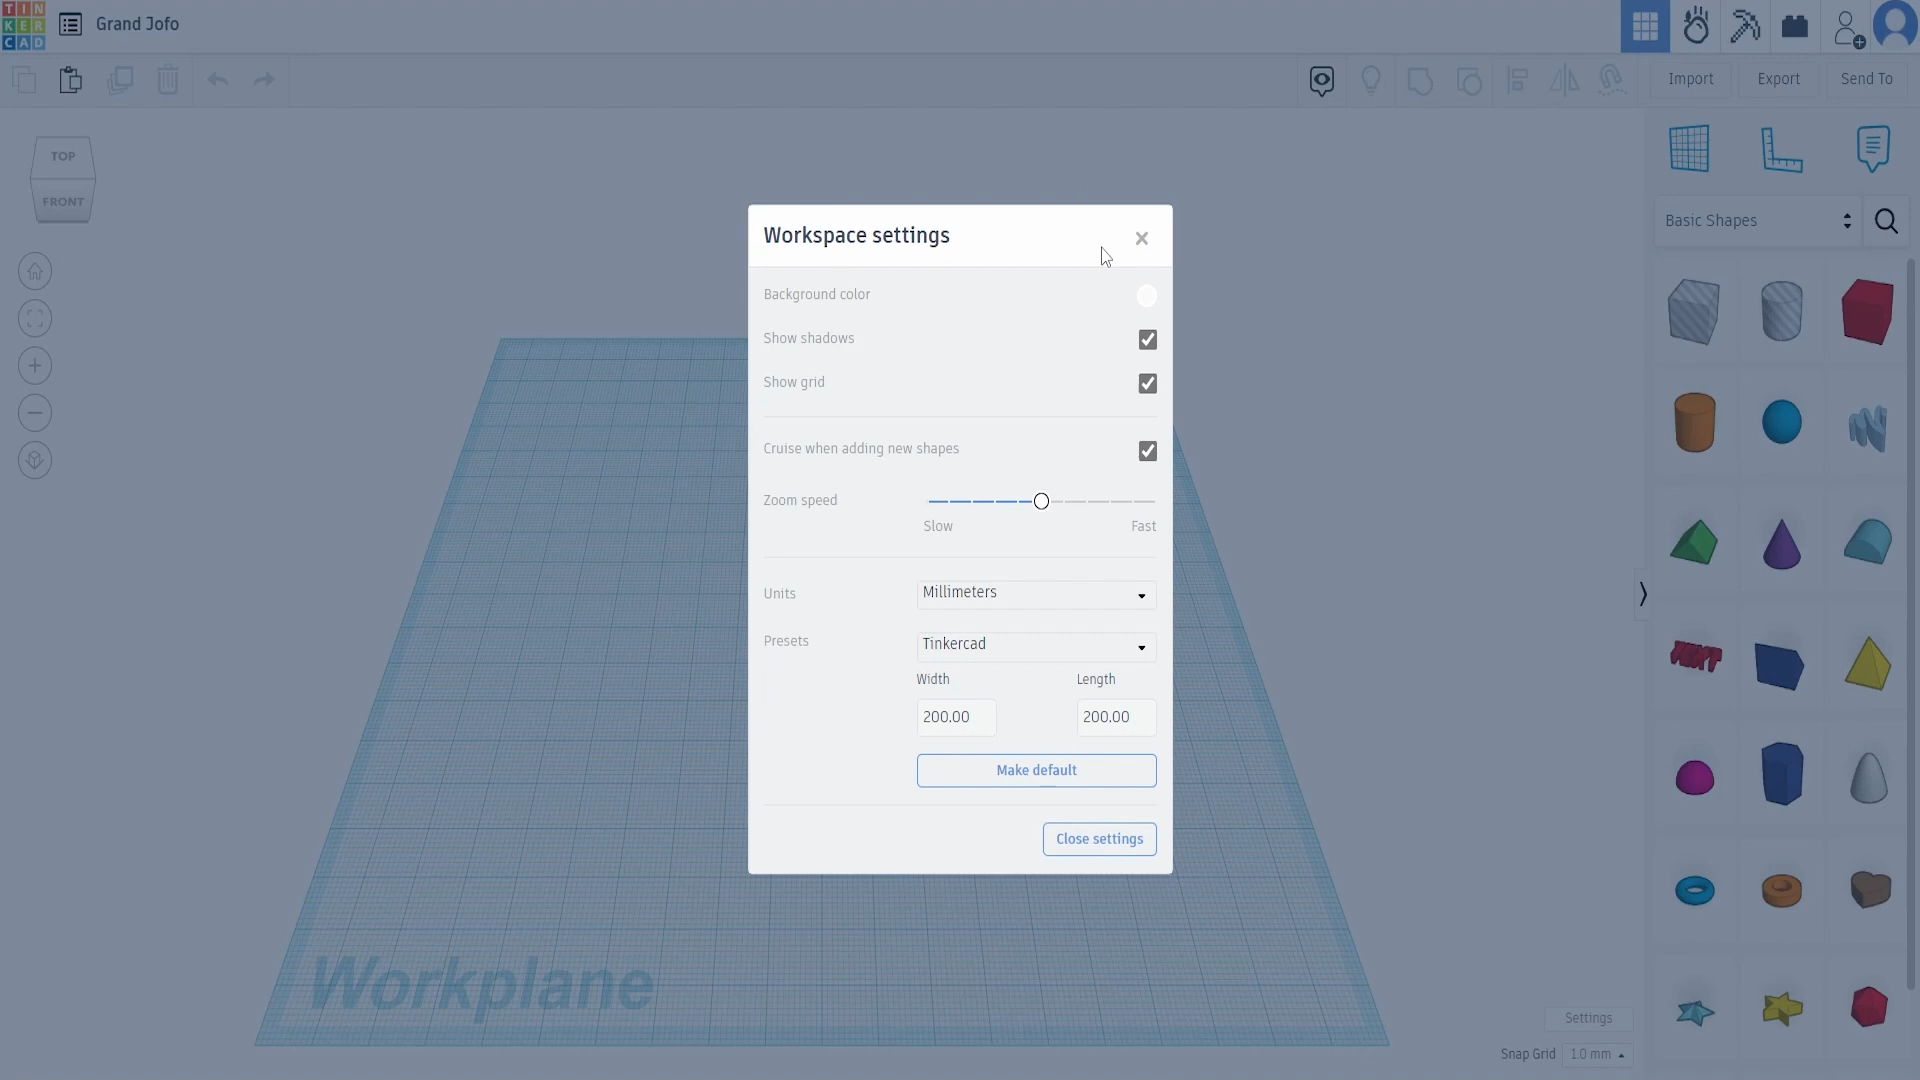 TIN
KER
CAD
Grand Jofo
Import
Export
Send To
TOP
FRONT
Basic Shapes
Workspace settings
Background color
Show shadows
Show grid
Cruise when adding new shapes
Zoom speed
Slow
Fast
Units
Millimeters
Presets
Tinkercad
Width
Length
200.00
200.00
Make default
Close settings
TEXT
Workplane
Settings
Snap Grid
1.0 mm